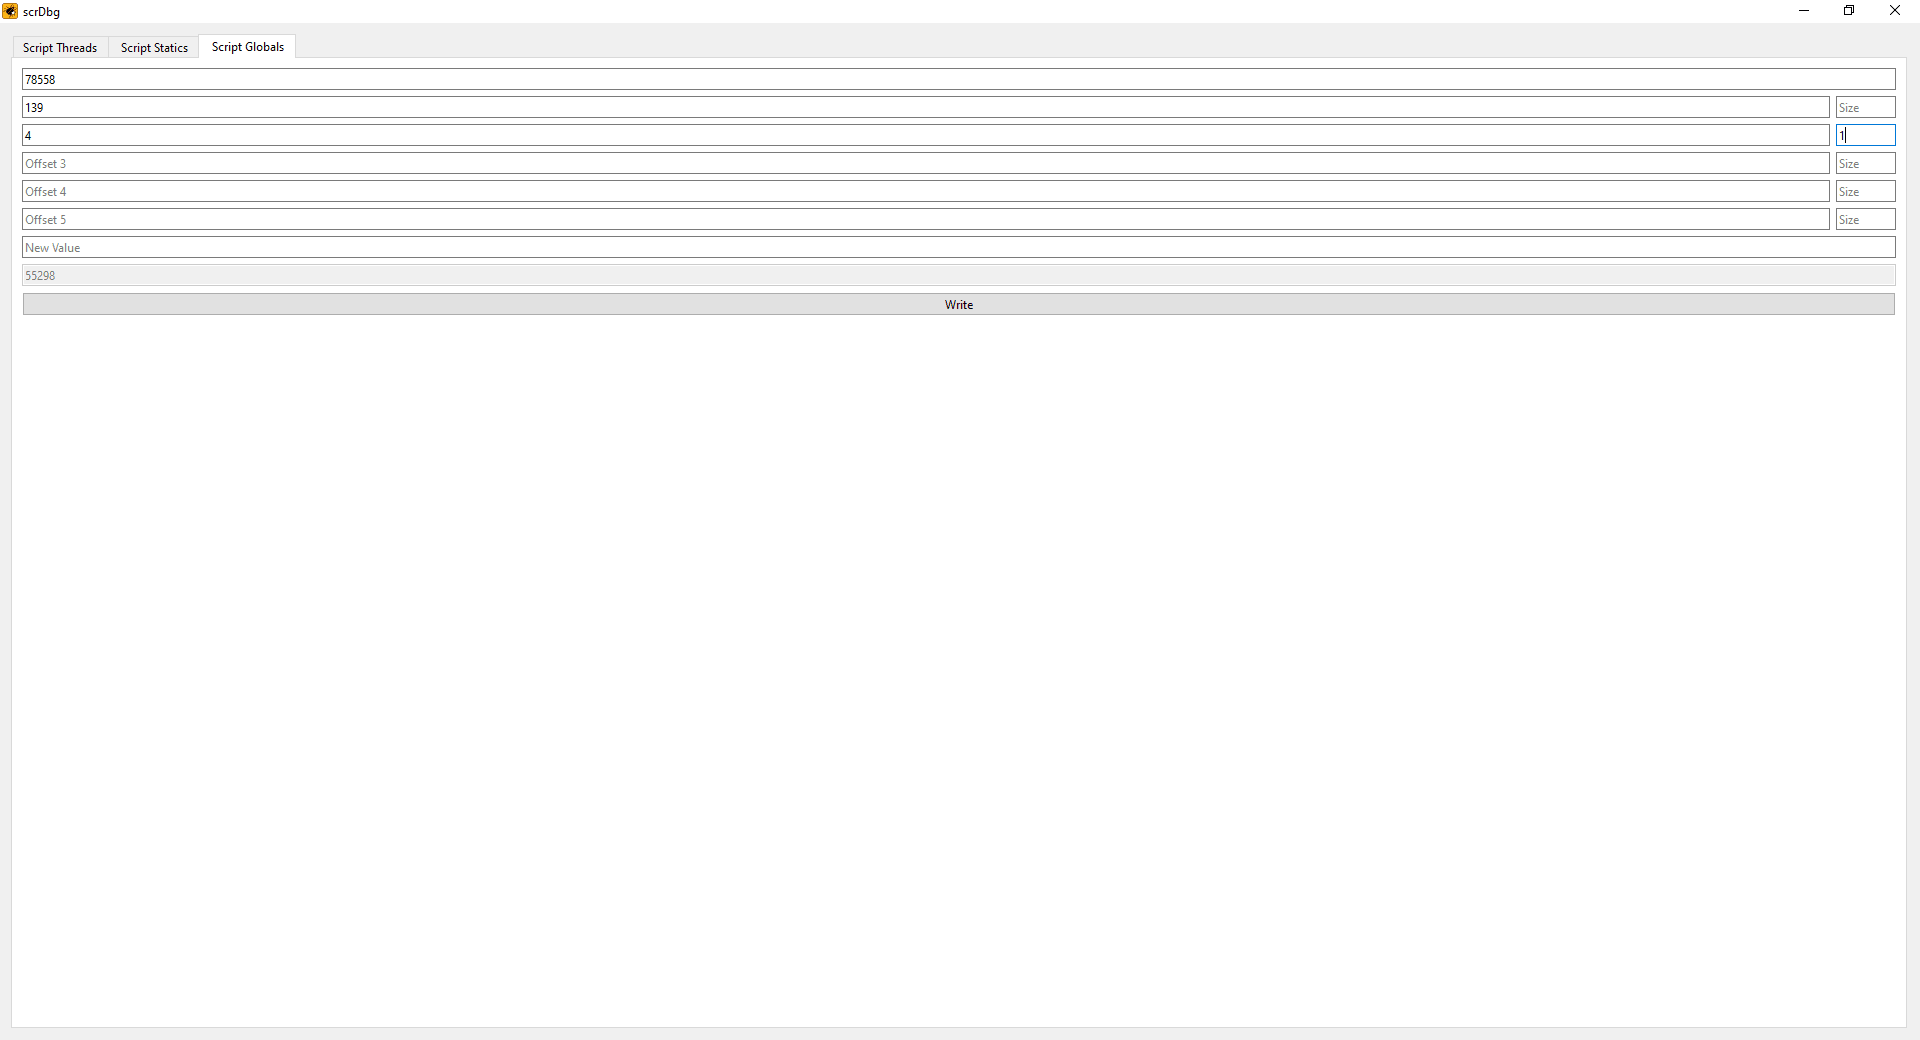 scrDbg
Script Threads Script Statics Script Globals
78558
139 Size
4 1
Offset 3 Size
Offset 4 Size
Offset 5 Size
New Value
55298
Write